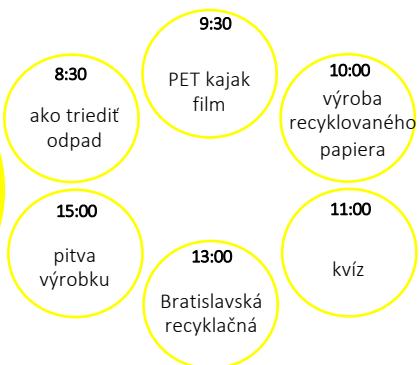 8:30
ako triediť
odpad
9:30
PET kajak
film
10:00
výroba
recyklovaného
papiera
11:00
kvíz
13:00
Bratislavská
recyklačná
15:00
pitva
výrobku